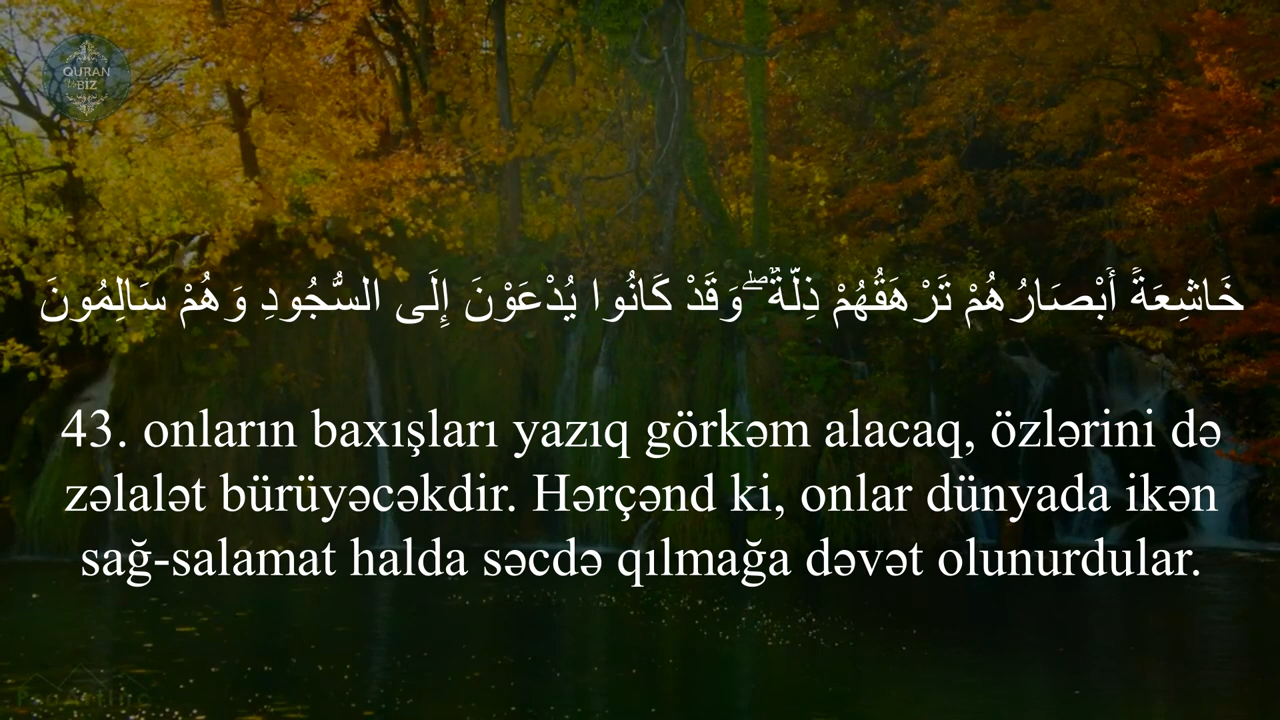 QURAN
BİZ
خَاشِعَةً أَبْصَارُهُمْ تَرْهَقُهُمْ ذِلَّةٌ ۖ وَقَدْ كَانُوا يُدْعَوْنَ إِلَى السُّجُودِ وَهُمْ سَالِمُونَ
43. onların baxışları yazıq görkəm alacaq, özlərini də
zəlalət bürüyəcəkdir. Hərçənd ki, onlar dünyada ikən
sağ-salamat halda səcdə qılmağa dəvət olunurdular.